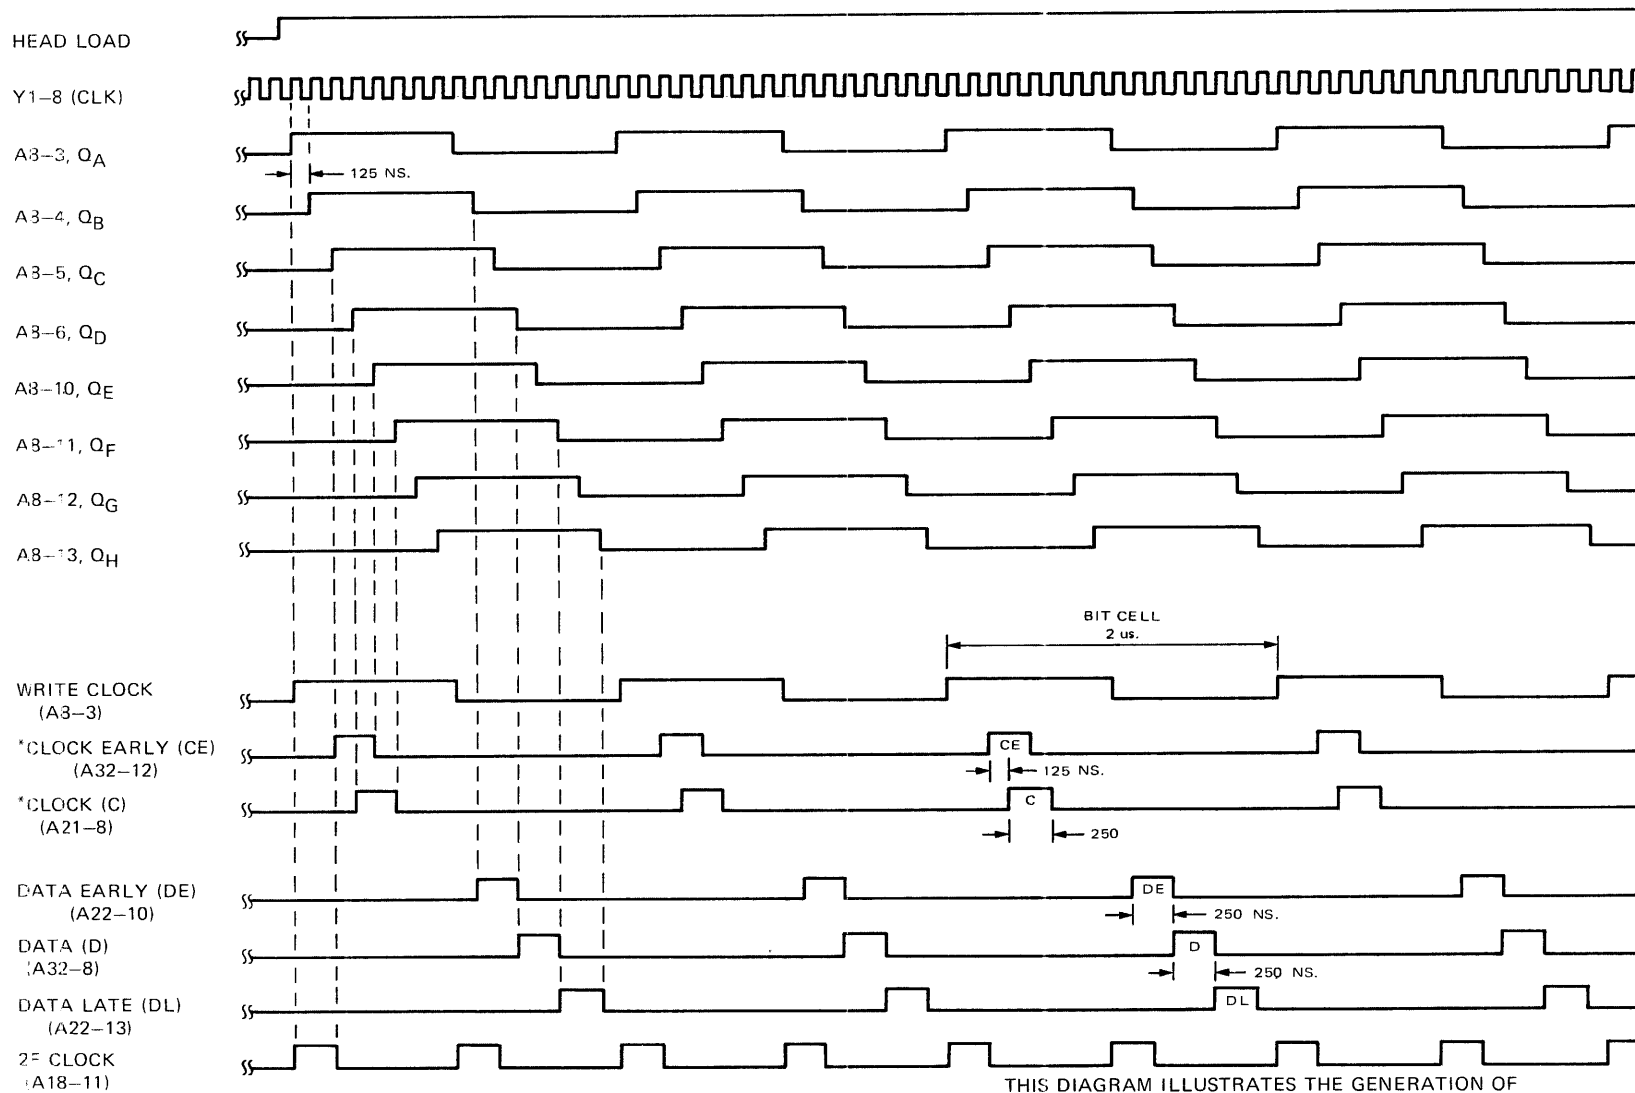 HEAD LOAD
Y1-8 (CLK)
A8-3, QA
125 NS.
A8-4, QB
A8-5, QC
A8-6, QD
A8-10, QE
A8-11, QF
A8-12, QG
A8-13, QH
BIT CELL
2 us.
WRITE CLOCK
(A8-3)
*CLOCK EARLY (CE)
(A32-12)
CE
125 NS.
*CLOCK (C)
(A21-8)
C
250
DATA EARLY (DE)
(A22-10)
DE
250 NS.
DATA (D)
(A32-8)
D
250 NS.
DATA LATE (DL)
(A22-13)
DL
2F CLOCK
(A18-11)
THIS DIAGRAM ILLUSTRATES THE GENERATION OF